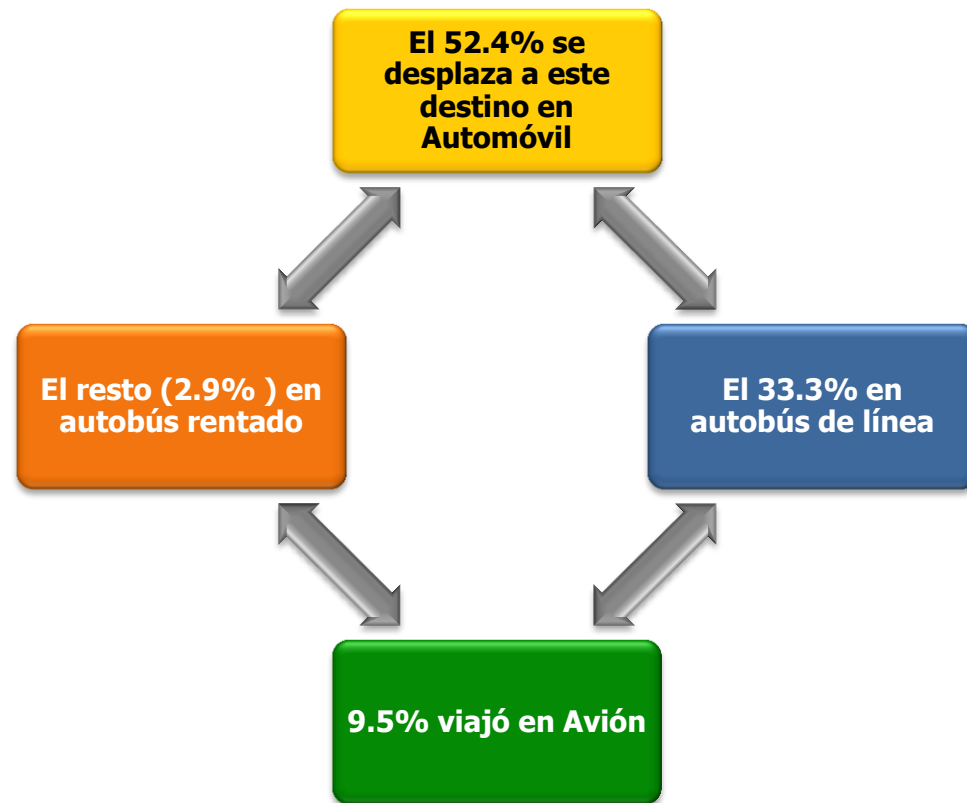 El 52.4% se
desplaza a este
destino en
Automóvil
El resto (2.9% ) en
autobús rentado
El 33.3% en
autobús de línea
9.5% viajó en Avión